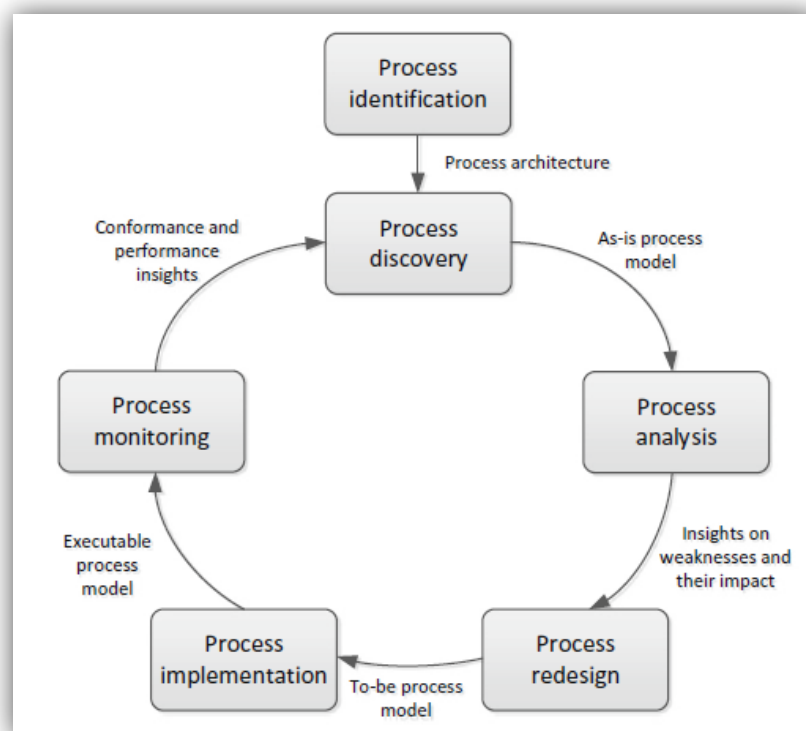 Process
identification
Process architecture
Process
discovery
As-is process
model
Process
analysis
Insights on
weaknesses and
their impact
Process
redesign
To-be process
model
Process
implementation
Executable
process
model
Process
monitoring
Conformance and
performance
insights